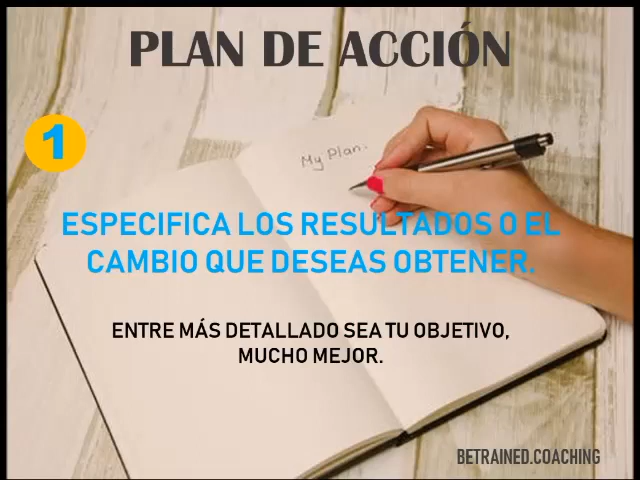 PLAN DE ACCIÓN
1
My Plan.
ESPECIFICA LOS RESULTADOS O EL
CAMBIO QUE DESEAS OBTENER.
ENTRE MÁS DETALLADO SEA TU OBJETIVO,
MUCHO MEJOR.
BETRAINED.COACHING